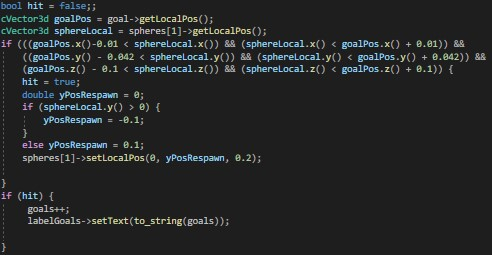 bool hit = false;;
cVector3d goalPos = goal->getLocalPos();
cVector3d sphereLocal = spheres[1]->getLocalPos();
if (((goalPos.x()-0.01 < sphereLocal.x()) && (sphereLocal.x() < goalPos.x() + 0.01)) &&
((goalPos.y() - 0.042 < sphereLocal.y()) && (sphereLocal.y() < goalPos.y() + 0.042)) &&
(goalPos.z() - 0.1 < sphereLocal.z()) && (sphereLocal.z() < goalPos.z() + 0.1)) {
hit = true;
double yPosRespawn = 0;
if (sphereLocal.y() > 0) {
yPosRespawn = -0.1;
}
else yPosRespawn = 0.1;
spheres[1]->setLocalPos(0, yPosRespawn, 0.2);
}
if (hit) {
goals++;
labelGoals->setText(to_string(goals));
}